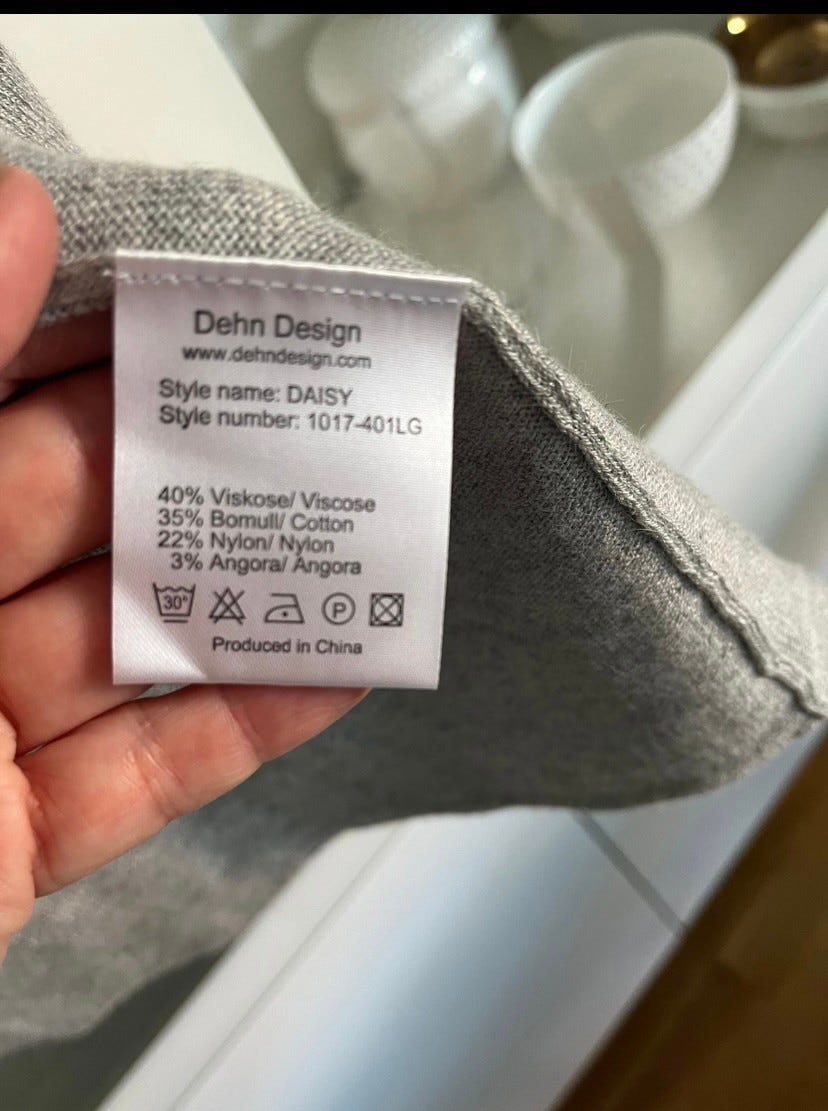 Dehn Design
www.dehndesign.com
Style name: DAISY
Style number: 1017-401LG
40% Viskose/ Viscose
35% Bomull/ Cotton
22% Nylon/ Nylon
3% Angora/ Angora
30° P
Produced in China